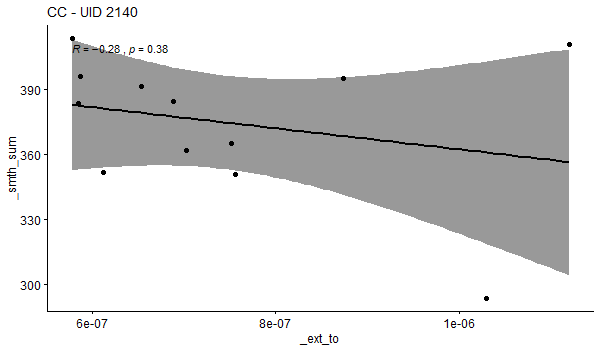 CC - UID 2140
R = −0.28 , p = 0.38
390
360
330
300
_smth_sum
6e-07 8e-07 1e-06
_ext_to